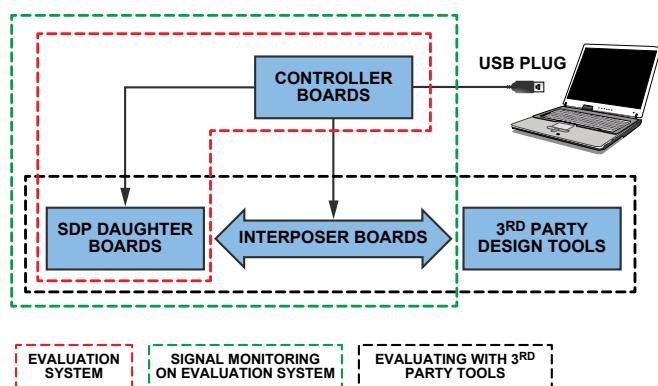 CONTROLLER
BOARDS
USB PLUG
SDP DAUGHTER
BOARDS
INTERPOSER BOARDS
3RD PARTY
DESIGN TOOLS
EVALUATION
SYSTEM
SIGNAL MONITORING
ON EVALUATION SYSTEM
EVALUATING WITH 3RD
PARTY TOOLS